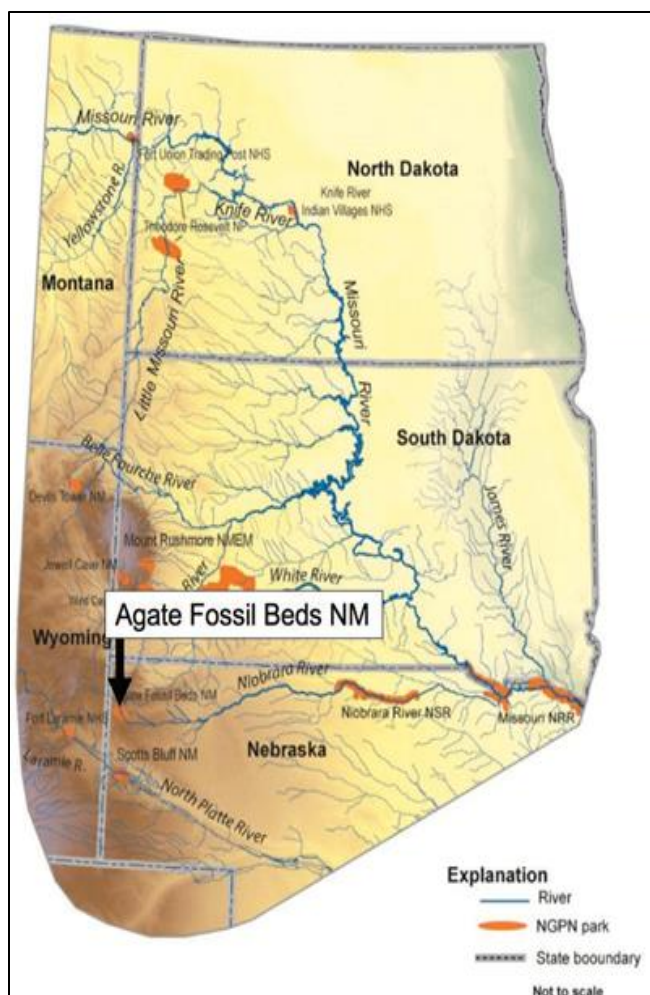 Missouri River
Fort Union Trading Post NHS
North Dakota
Knife River
Indian Villages NHS
Knife River
Yellowstone R.
Theodore Rosevelt NP
Montana
Little Missouri River
Missouri
River
South Dakota
Belle Fourche River
James River
Devils Tower NM
Mount Rushmore NMEM
Jewell Cave NM
River
White River
Wind Ca
Agate Fossil Beds NM
Wyoming
Niobrara River
Fossil Beds NM
Niobrara River NSR
Missouri NRR
Fort Laramie NHS
Scotts Bluff NM
Nebraska
Laramie R.
North Platte River
Explanation
River
NGPN park
State booundary
Not to scale